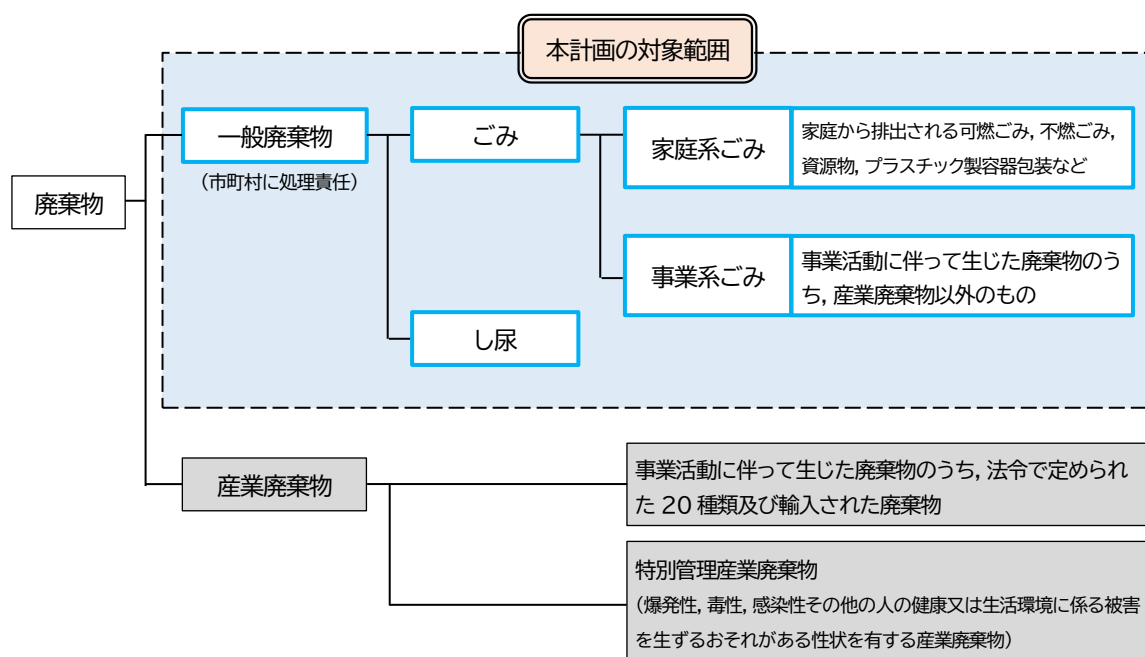 本計画の対象範囲
廃棄物
一般廃棄物
(市町村に処理責任)
ごみ
し尿
家庭系ごみ
家庭から排出される可燃ごみ, 不燃ごみ,
資源物, プラスチック製容器包装など
事業系ごみ
事業活動に伴って生じた廃棄物のう
ち, 産業廃棄物以外のもの
産業廃棄物
事業活動に伴って生じた廃棄物のうち, 法令で定められ
た 20 種類及び輸入された廃棄物
特別管理産業廃棄物
(爆発性, 毒性, 感染性その他の人の健康又は生活環境に係る被害
を生ずるおそれがある性状を有する産業廃棄物)